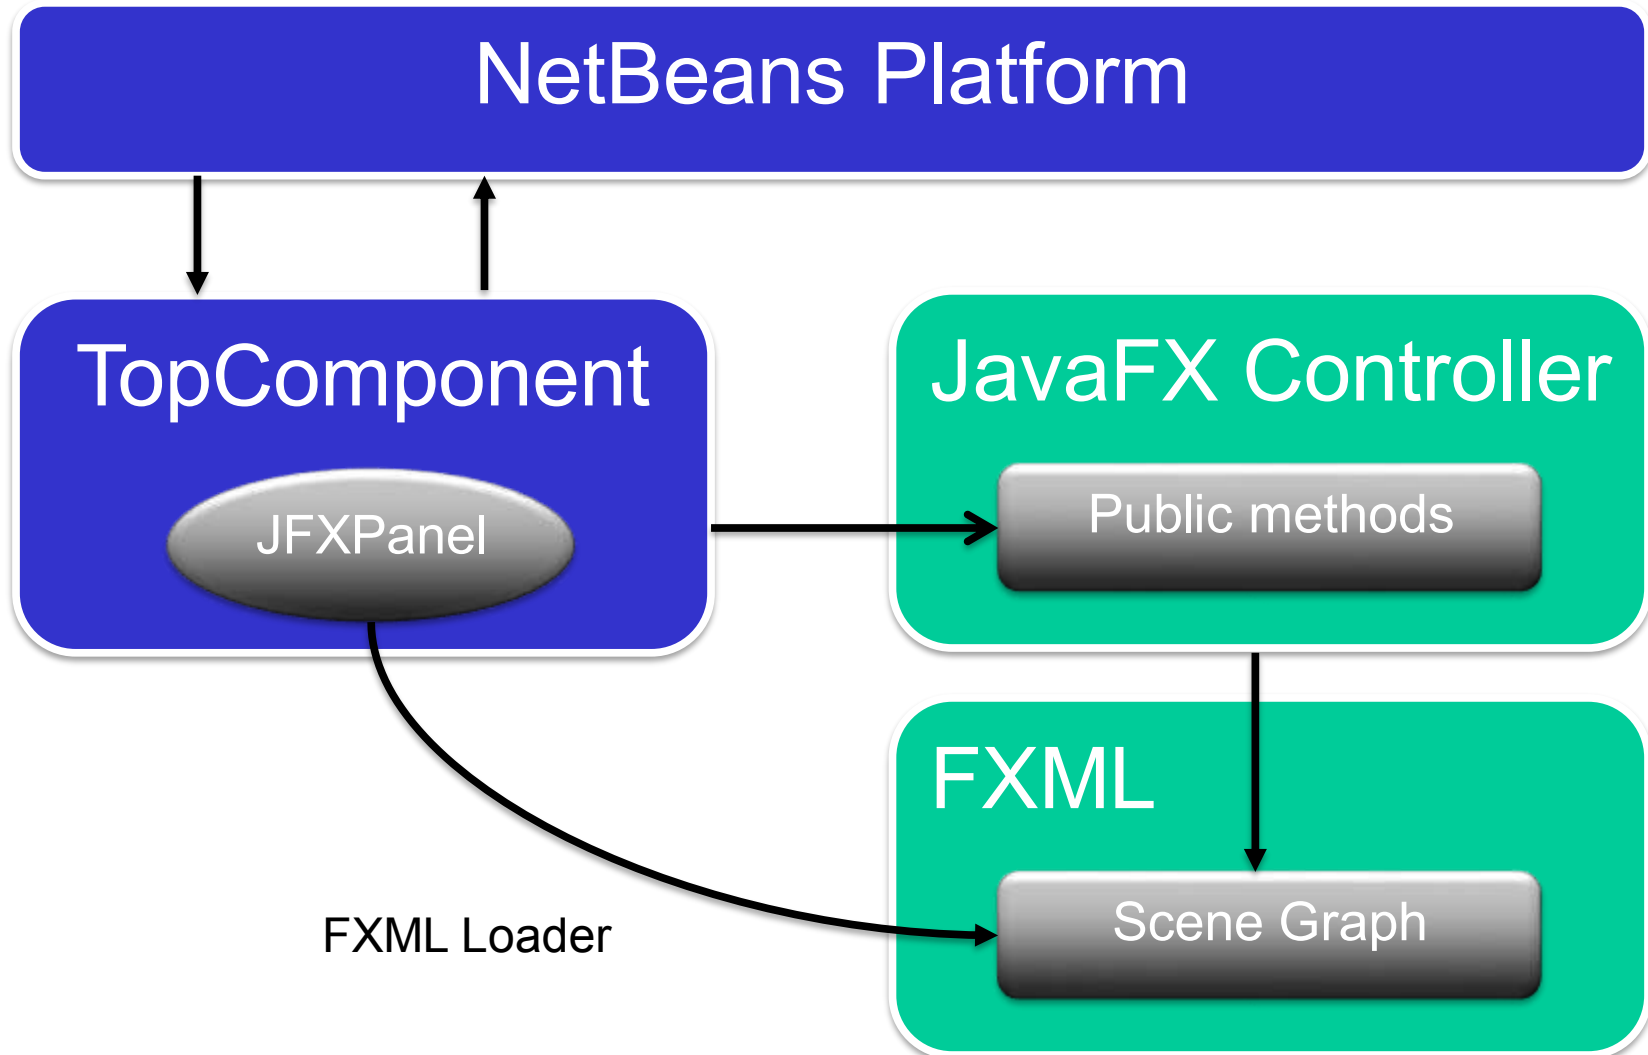 NetBeans Platform
TopComponent
JFXPanel
JavaFX Controller
Public methods
FXML
Scene Graph
FXML Loader